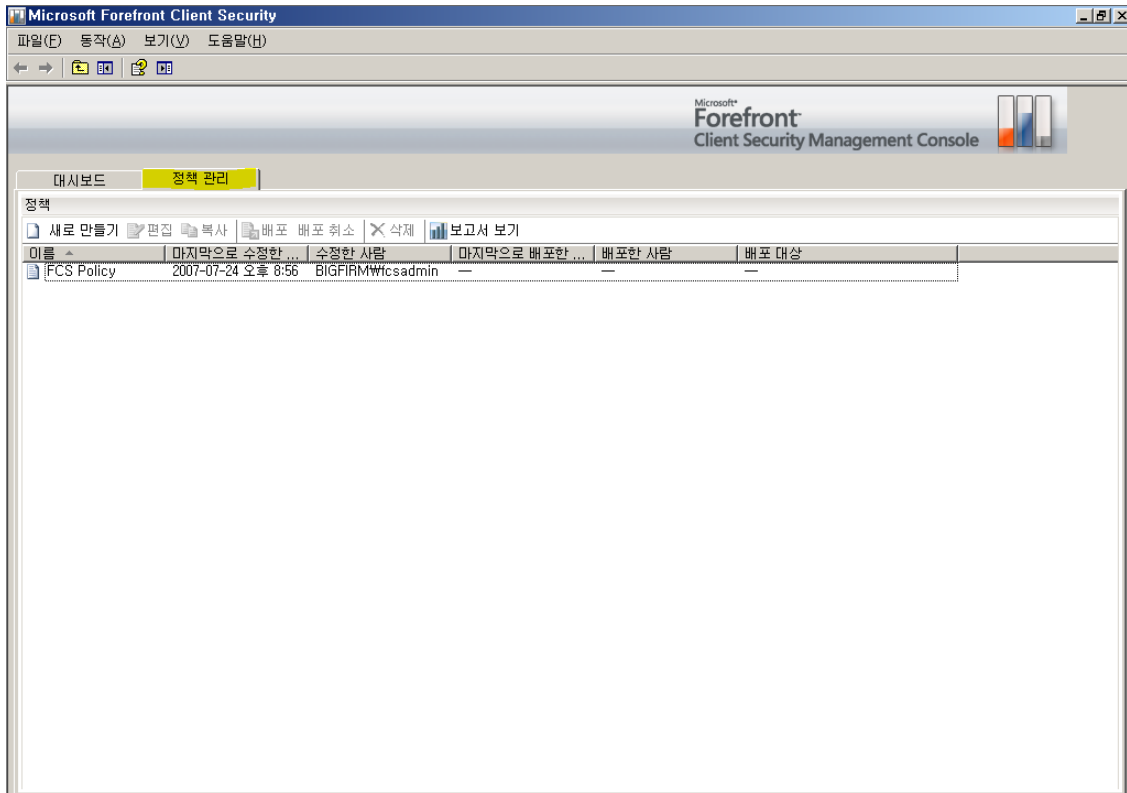 Microsoft Forefront Client Security
파일(F) 동작(A) 보기(V) 도움말(H)
Microsoft®
Forefront™
Client Security Management Console
대시보드 정책 관리
정책
새로 만들기 편집 복사 배포 배포 취소 삭제 보고서 보기
이름 마지막으로 수정한 ... 수정한 사람 마지막으로 배포한 ... 배포한 사람 배포 대상
FCS Policy 2007-07-24 오후 8:56 BIGFIRM₩fcsadmin — — —